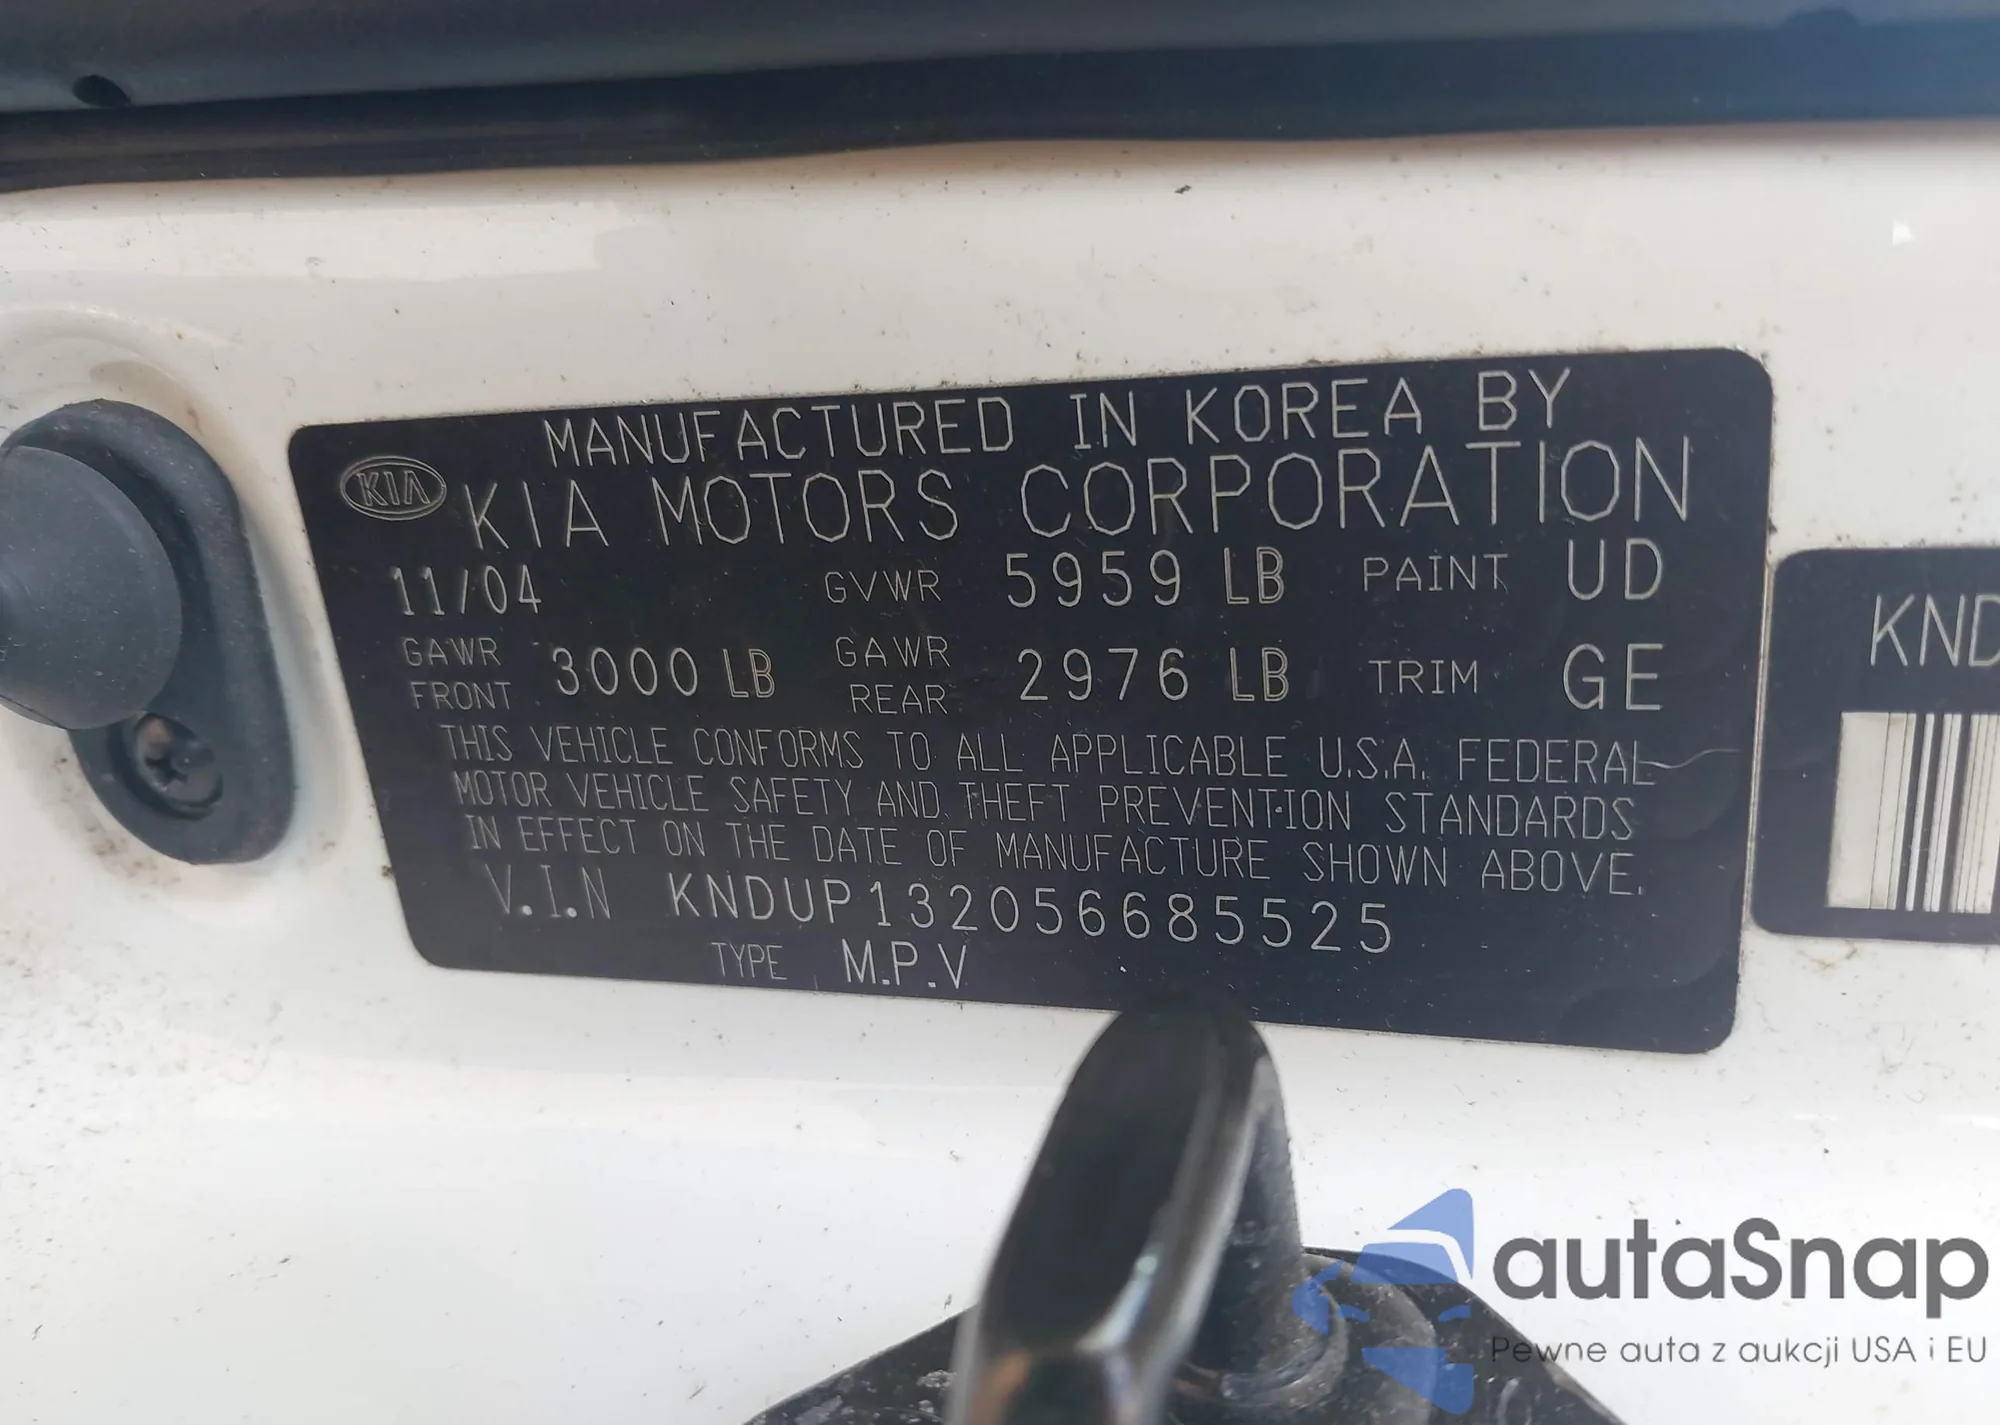 MANUFACTURED IN KOREA BY
KIA KIA MOTORS CORPORATION
11/04 GVWR 5959 LB PAINT UD
GAWR FRONT 3000 LB GAWR REAR 2976 LB TRIM GE
THIS VEHICLE CONFORMS TO ALL APPLICABLE U.S.A. FEDERAL
MOTOR VEHICLE SAFETY AND THEFT PREVENTION STANDARDS
IN EFFECT ON THE DATE OF MANUFACTURE SHOWN ABOVE.
V.I.N KNDUP132056685525
TYPE M.P.V
KND
autaSnap
Pewne auta z aukcji USA i EU